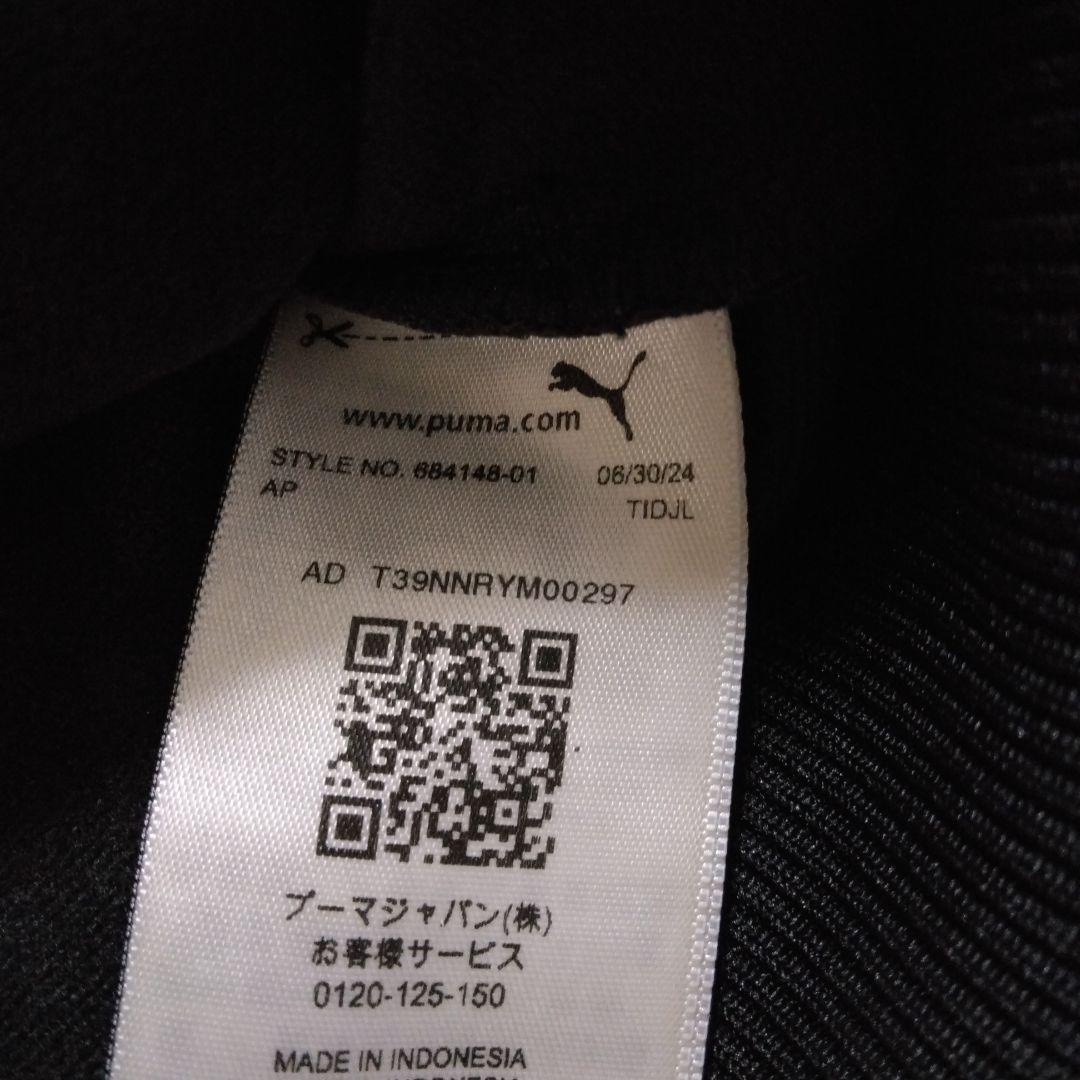 www.puma.com
STYLE NO. 684148-01 06/30/24
AP TIDJL
AD T39NNRYM00297
プーマジャパン(株)
お客様サービス
0120-125-150
MADE IN INDONESIA